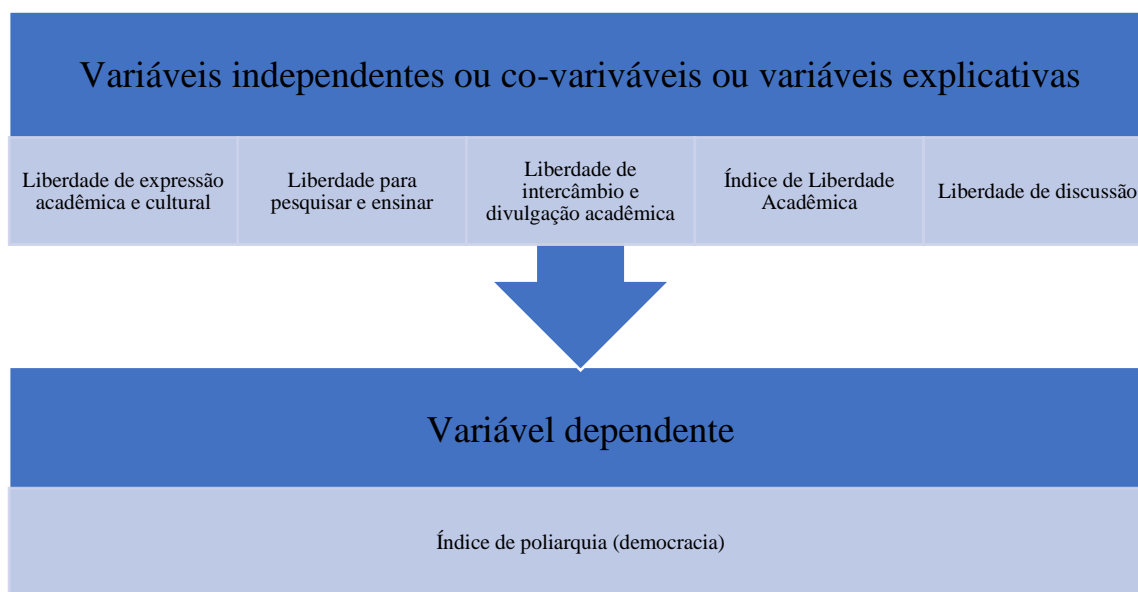 Variáveis independentes ou co-variváveis ou variáveis explicativas
Liberdade de expressão
acadêmica e cultural
Liberdade para
pesquisar e ensinar
Liberdade de
intercâmbio e
divulgação acadêmica
Índice de Liberdade
Acadêmica
Liberdade de discussão
Variável dependente
Índice de poliarquia (democracia)